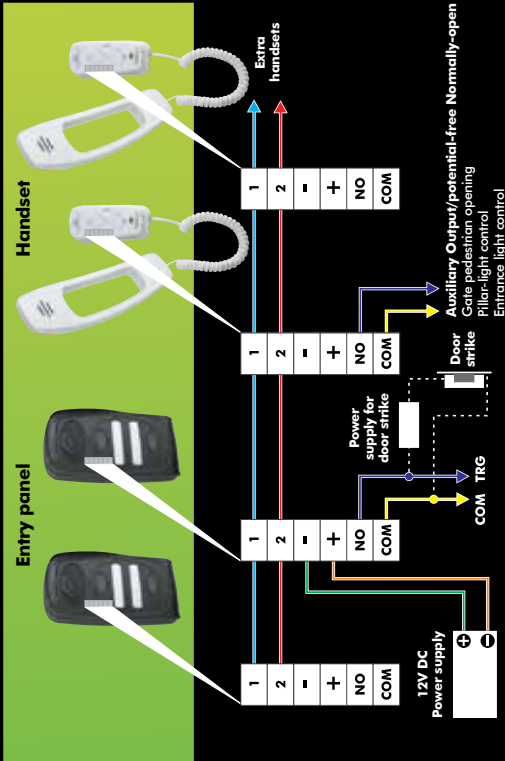 Entry panel
Handset
1
2
-
+
NO
COM
1
2
-
+
NO
COM
1
2
-
+
NO
COM
1
2
-
+
NO
COM
Extra
handsets
12V DC
Power supply
+
−
COM
TRG
Power
supply for
door strike
Door
strike
Auxiliary Output/potential-free Normally-open
Gate pedestrian opening
Pillar-light control
Entrance light control